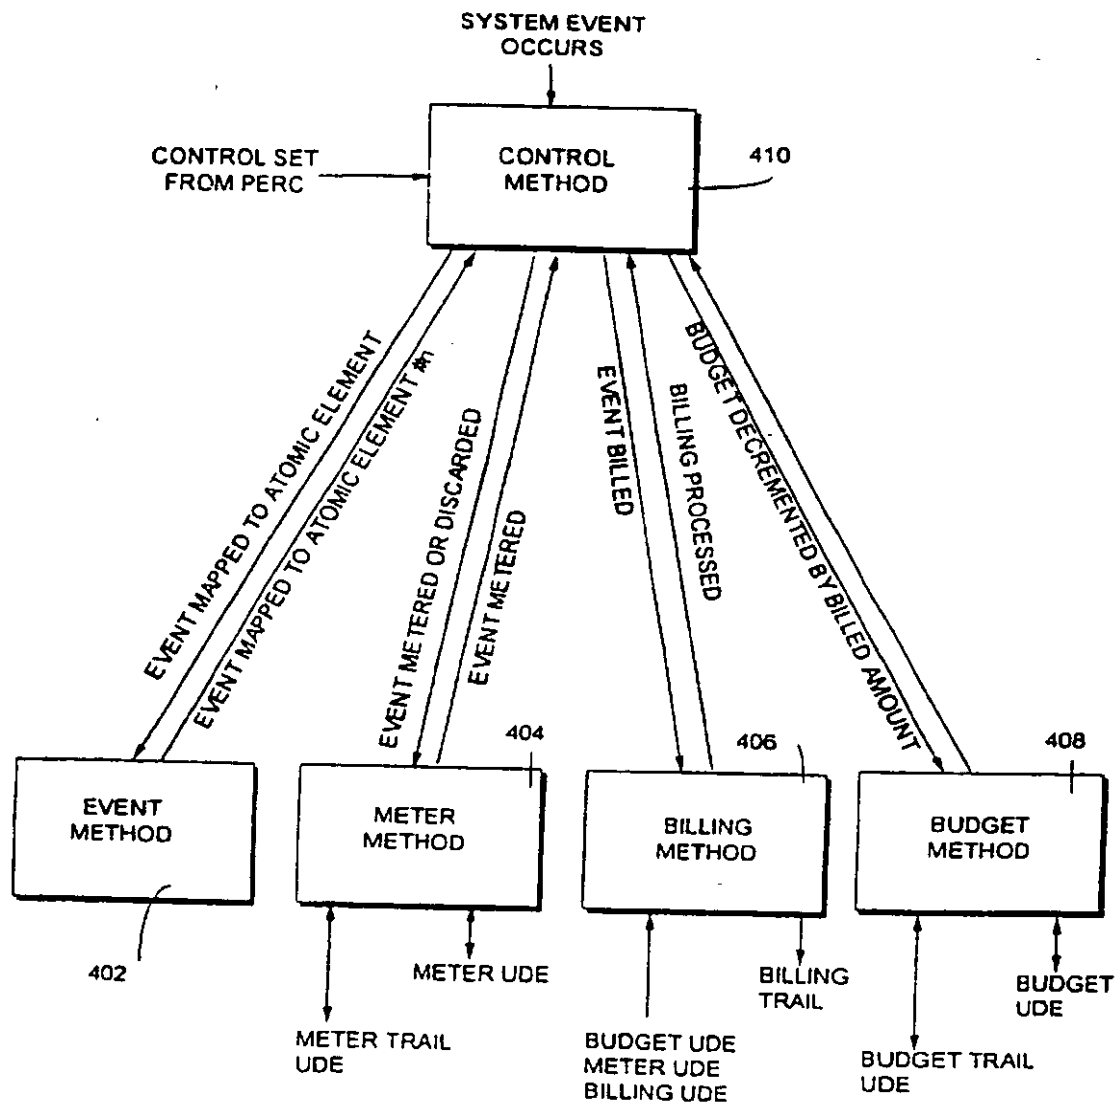 SYSTEM EVENT
OCCURS
CONTROL SET
FROM PERC
CONTROL
METHOD
410
EVENT MAPPED TO ATOMIC ELEMENT
EVENT MAPPED TO ATOMIC ELEMENT #n
EVENT METERED OR DISCARDED
EVENT METERED
EVENT BILLED
BILLING PROCESSED
BUDGET DECREMENTED BY BILLED AMOUNT
EVENT
METHOD
402
METER
METHOD
404
BILLING
METHOD
406
BUDGET
METHOD
408
METER TRAIL
UDE
METER UDE
BUDGET UDE
METER UDE
BILLING UDE
BILLING
TRAIL
BUDGET TRAIL
UDE
BUDGET
UDE